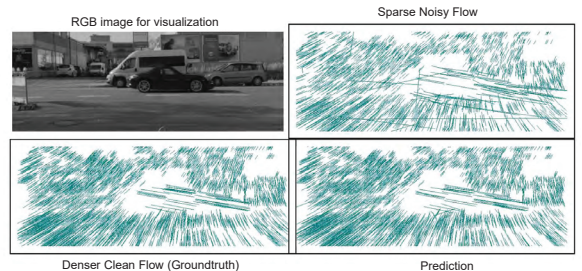 RGB image for visualization
Sparse Noisy Flow
Denser Clean Flow (Groundtruth)
Prediction